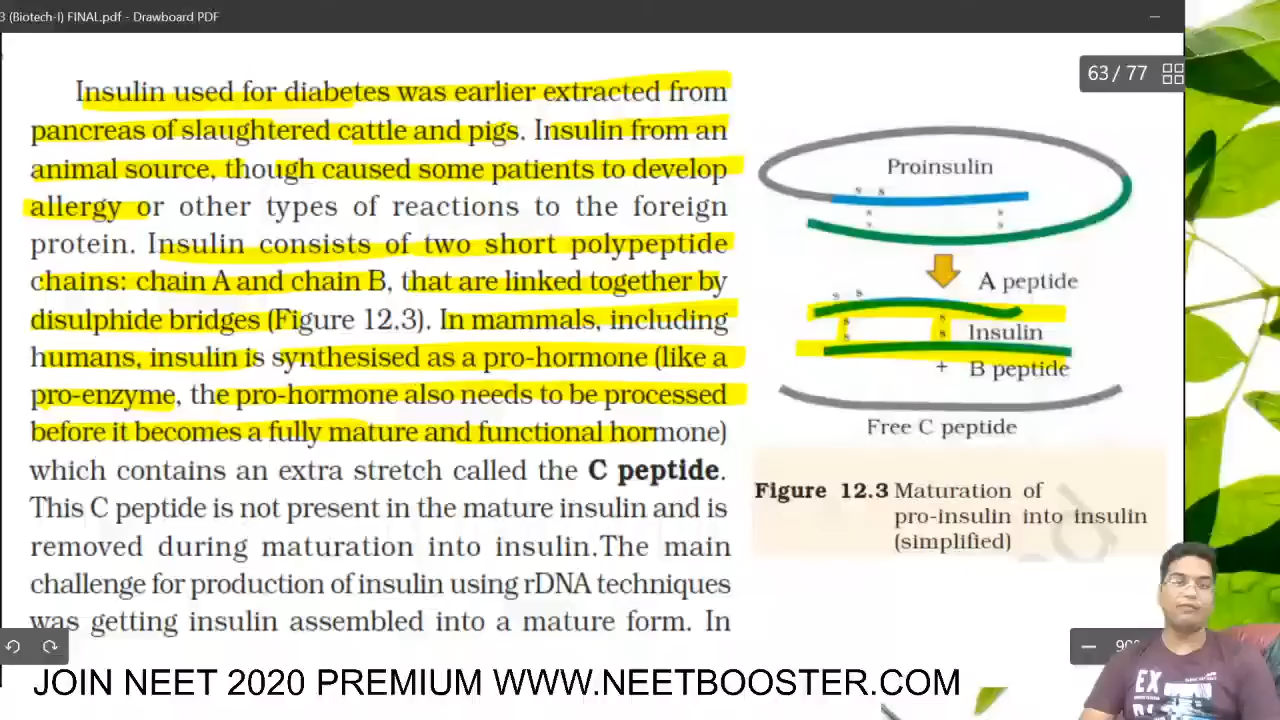 3 (Biotech-I) FINAL.pdf - Drawboard PDF
63 / 77
Insulin used for diabetes was earlier extracted from
pancreas of slaughtered cattle and pigs. Insulin from an
animal source, though caused some patients to develop
allergy or other types of reactions to the foreign
protein. Insulin consists of two short polypeptide
chains: chain A and chain B, that are linked together by
disulphide bridges (Figure 12.3). In mammals, including
humans, insulin is synthesised as a pro-hormone (like a
pro-enzyme, the pro-hormone also needs to be processed
before it becomes a fully mature and functional hormone)
which contains an extra stretch called the C peptide.
This C peptide is not present in the mature insulin and is
removed during maturation into insulin.The main
challenge for production of insulin using rDNA techniques
was getting insulin assembled into a mature form. In
Proinsulin
s s
s s
s s
A peptide
s s
s s
s s
Insulin
+ B peptide
Free C peptide
Figure 12.3 Maturation of
pro-insulin into insulin
(simplified)
EX
JOIN NEET 2020 PREMIUM WWW.NEETBOOSTER.COM